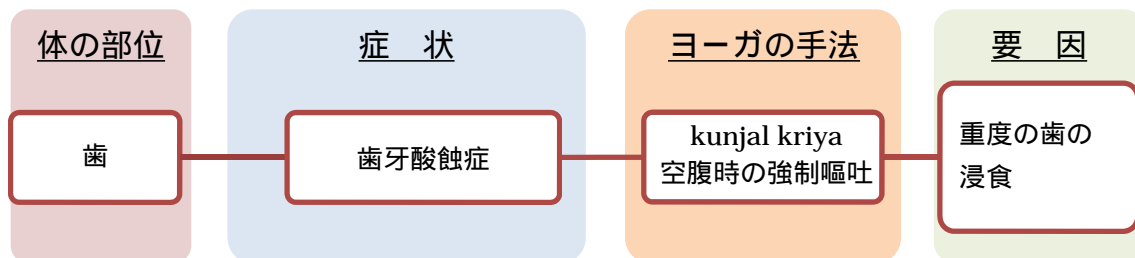 体の部位
症　状
ヨーガの手法
要　因
歯
歯牙酸蝕症
kunjal kriya
空腹時の強制嘔吐
重度の歯の
浸食